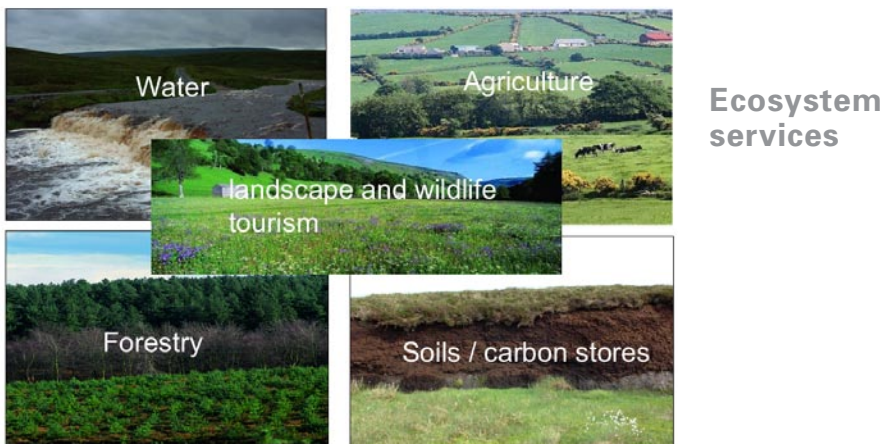 Water
Agriculture
Ecosystem
services
landscape and wildlife
tourism
Forestry
Soils / carbon stores